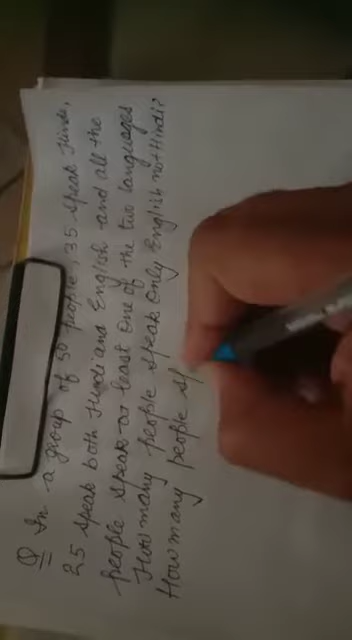 Q In a group of 50 people, 35 speak Hindi,
25 speak both Hindi and English and all the
people speak at least one of the two languages
How many people speak only English not Hindi?
How many people sp